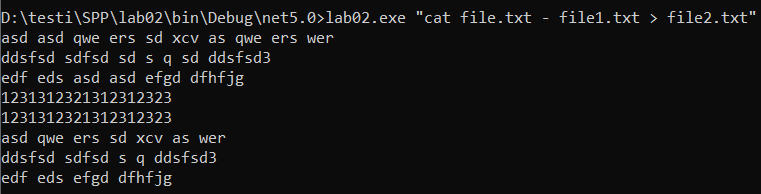 D:\testi\SPP\lab02\bin\Debug\net5.0>lab02.exe "cat file.txt - file1.txt > file2.txt"
asd asd qwe ers sd xcv as qwe ers wer
ddsfsd sdfsd sd s q sd ddsfsd3
edf eds asd asd efgd dfhfjg
1231312321312312323
1231312321312312323
asd qwe ers sd xcv as wer
ddsfsd sdfsd s q ddsfsd3
edf eds efgd dfhfjg